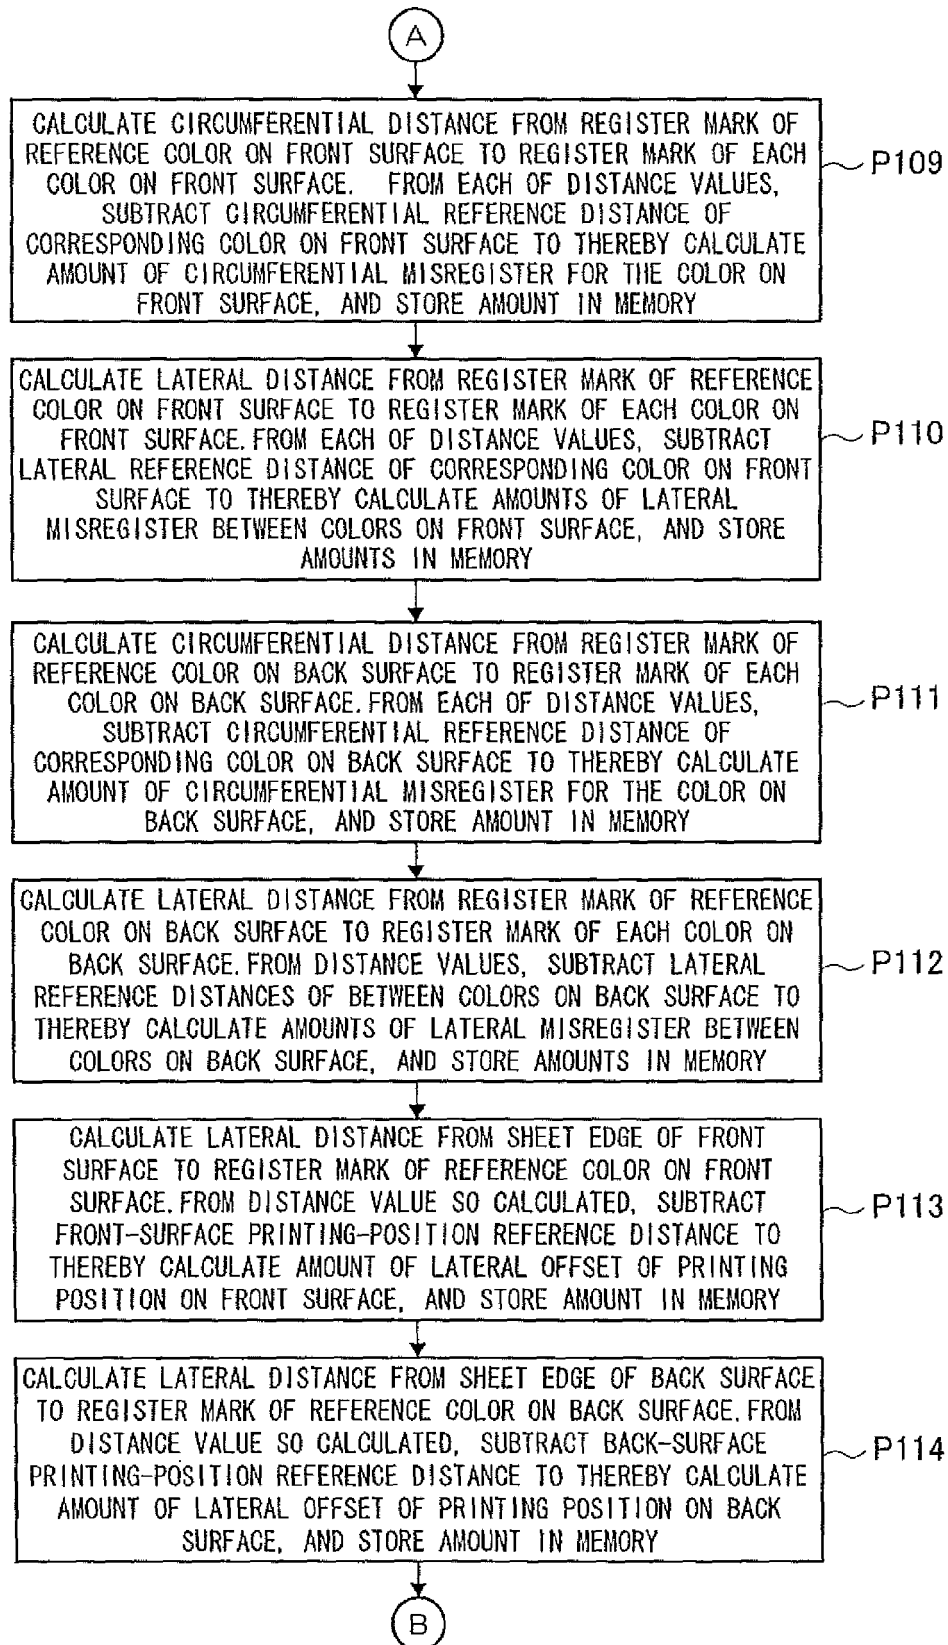 A
CALCULATE CIRCUMFERENTIAL DISTANCE FROM REGISTER MARK OF
REFERENCE COLOR ON FRONT SURFACE TO REGISTER MARK OF EACH
COLOR ON FRONT SURFACE. FROM EACH OF DISTANCE VALUES,
SUBTRACT CIRCUMFERENTIAL REFERENCE DISTANCE OF
CORRESPONDING COLOR ON FRONT SURFACE TO THEREBY CALCULATE
AMOUNT OF CIRCUMFERENTIAL MISREGISTER FOR THE COLOR ON
FRONT SURFACE, AND STORE AMOUNT IN MEMORY
P109
CALCULATE LATERAL DISTANCE FROM REGISTER MARK OF REFERENCE
COLOR ON FRONT SURFACE TO REGISTER MARK OF EACH COLOR ON
FRONT SURFACE. FROM EACH OF DISTANCE VALUES, SUBTRACT
LATERAL REFERENCE DISTANCE OF CORRESPONDING COLOR ON FRONT
SURFACE TO THEREBY CALCULATE AMOUNTS OF LATERAL
MISREGISTER BETWEEN COLORS ON FRONT SURFACE, AND STORE
AMOUNTS IN MEMORY
P110
CALCULATE CIRCUMFERENTIAL DISTANCE FROM REGISTER MARK OF
REFERENCE COLOR ON BACK SURFACE TO REGISTER MARK OF EACH
COLOR ON BACK SURFACE. FROM EACH OF DISTANCE VALUES,
SUBTRACT CIRCUMFERENTIAL REFERENCE DISTANCE OF
CORRESPONDING COLOR ON BACK SURFACE TO THEREBY CALCULATE
AMOUNT OF CIRCUMFERENTIAL MISREGISTER FOR THE COLOR ON
BACK SURFACE, AND STORE AMOUNT IN MEMORY
P111
CALCULATE LATERAL DISTANCE FROM REGISTER MARK OF REFERENCE
COLOR ON BACK SURFACE TO REGISTER MARK OF EACH COLOR ON
BACK SURFACE. FROM DISTANCE VALUES, SUBTRACT LATERAL
REFERENCE DISTANCES OF BETWEEN COLORS ON BACK SURFACE TO
THEREBY CALCULATE AMOUNTS OF LATERAL MISREGISTER BETWEEN
COLORS ON BACK SURFACE, AND STORE AMOUNTS IN MEMORY
P112
CALCULATE LATERAL DISTANCE FROM SHEET EDGE OF FRONT
SURFACE TO REGISTER MARK OF REFERENCE COLOR ON FRONT
SURFACE. FROM DISTANCE VALUE SO CALCULATED, SUBTRACT
FRONT-SURFACE PRINTING-POSITION REFERENCE DISTANCE TO
THEREBY CALCULATE AMOUNT OF LATERAL OFFSET OF PRINTING
POSITION ON FRONT SURFACE, AND STORE AMOUNT IN MEMORY
P113
CALCULATE LATERAL DISTANCE FROM SHEET EDGE OF BACK SURFACE
TO REGISTER MARK OF REFERENCE COLOR ON BACK SURFACE. FROM
DISTANCE VALUE SO CALCULATED, SUBTRACT BACK-SURFACE
PRINTING-POSITION REFERENCE DISTANCE TO THEREBY CALCULATE
AMOUNT OF LATERAL OFFSET OF PRINTING POSITION ON BACK
SURFACE, AND STORE AMOUNT IN MEMORY
P114
B